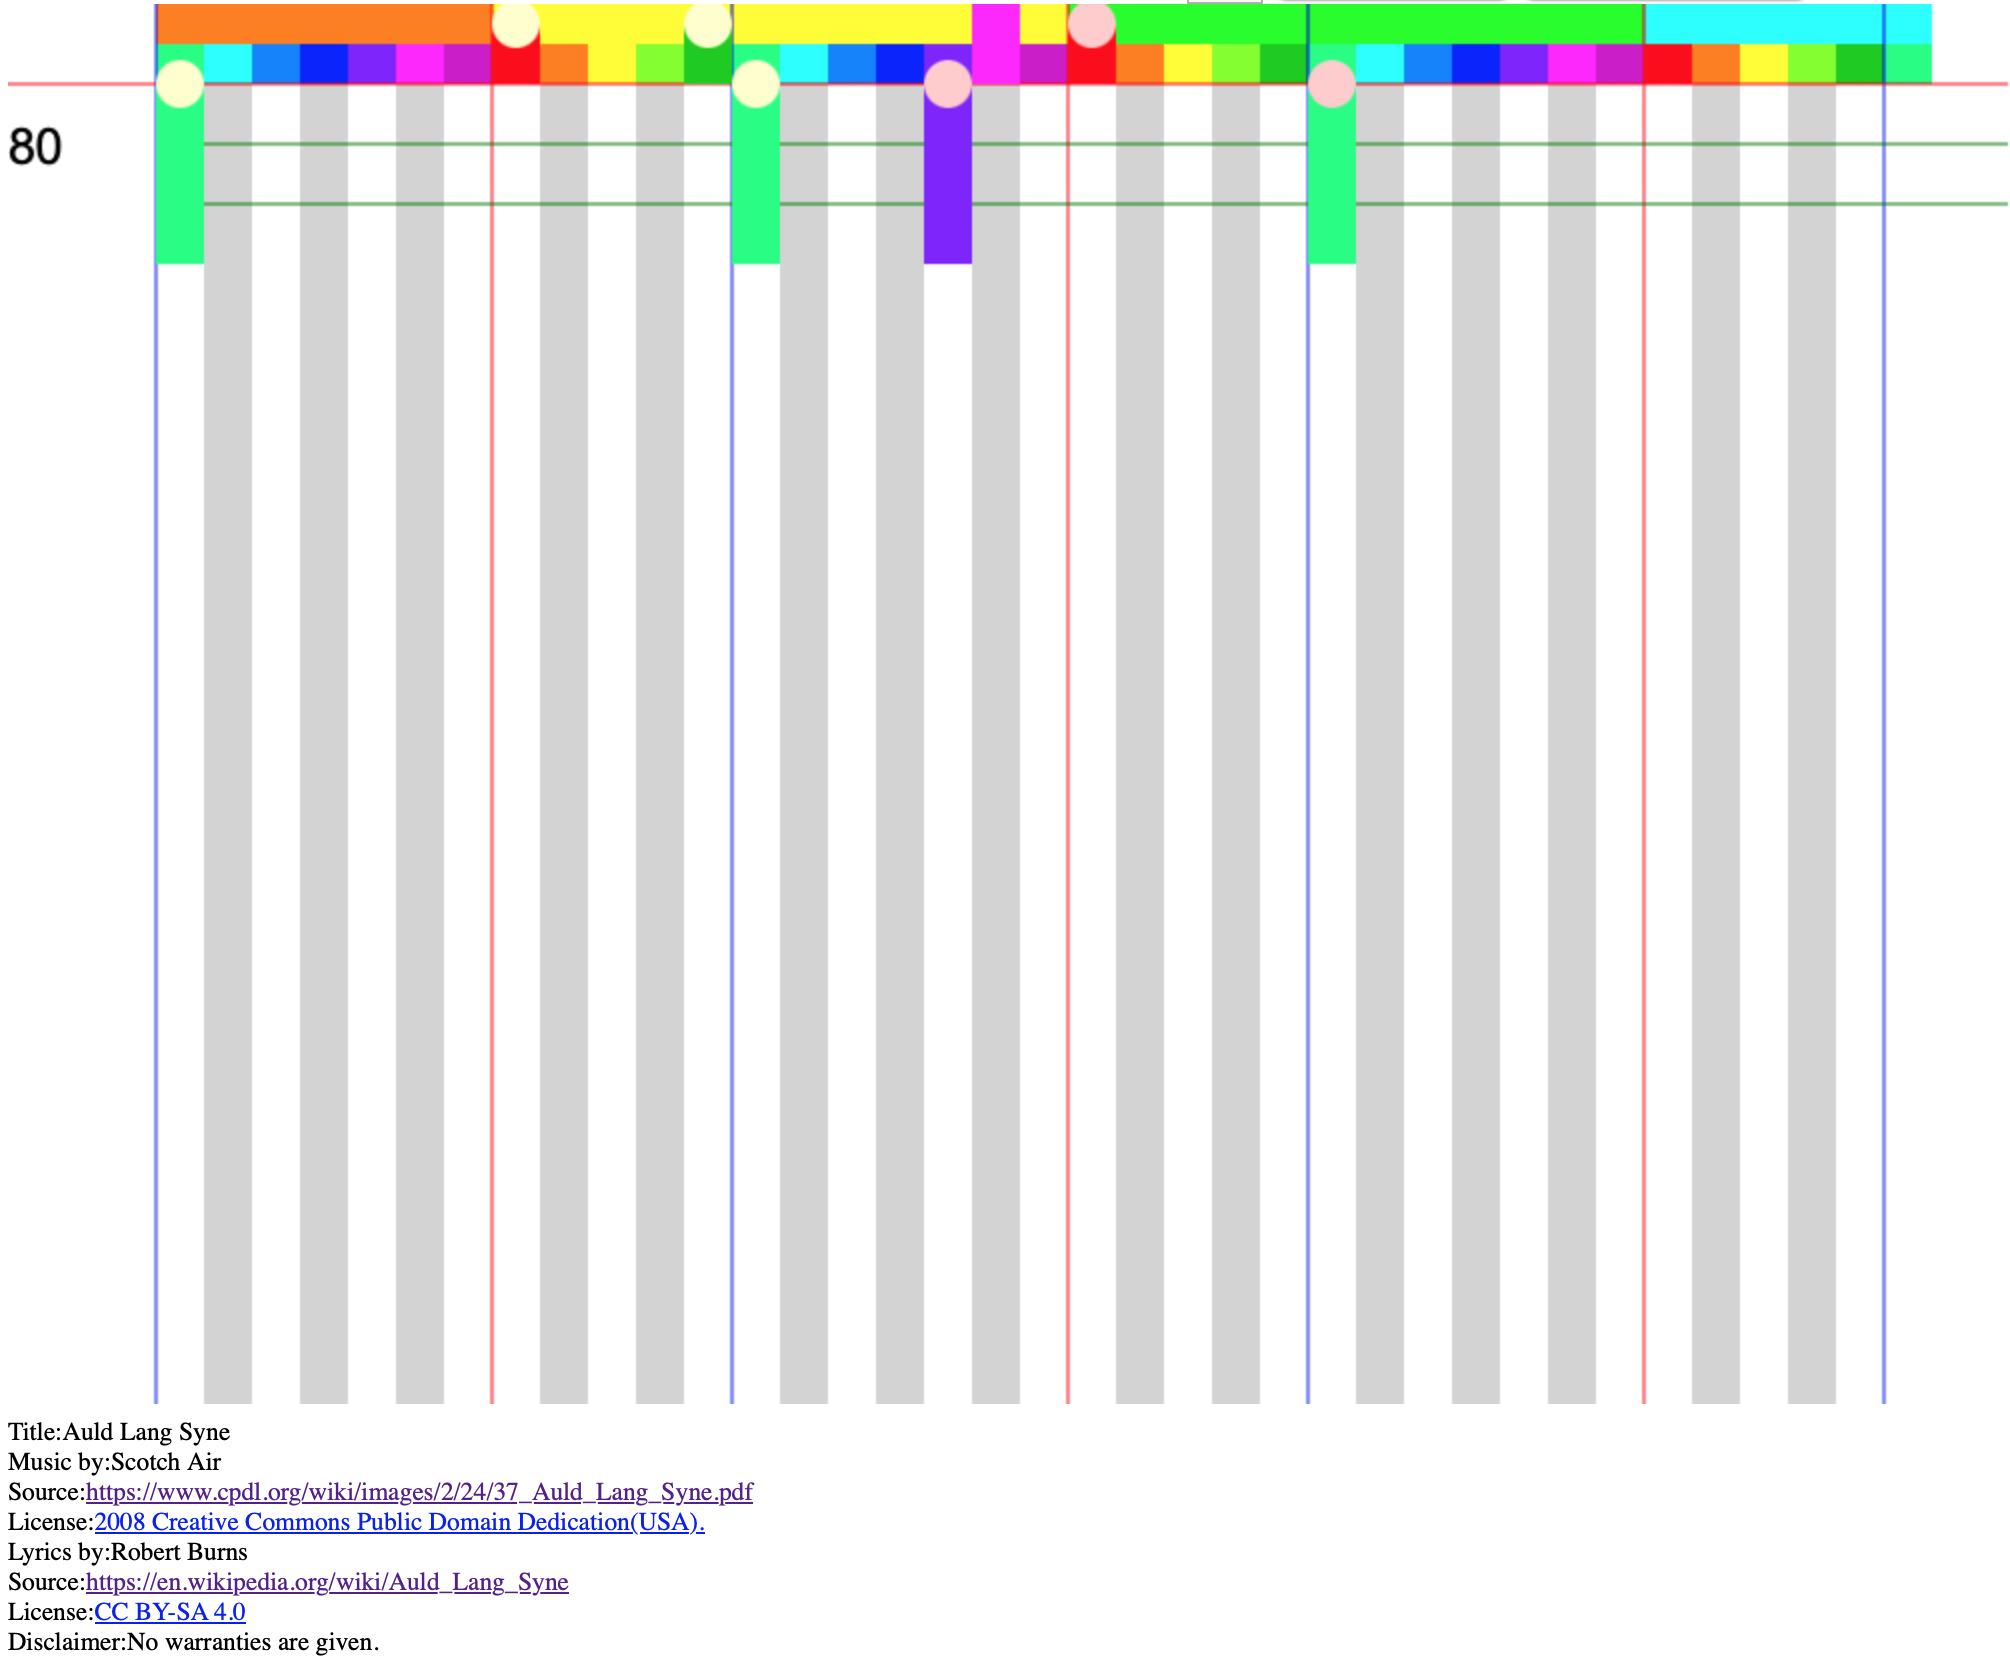 80
Title:Auld Lang Syne
Music by:Scotch Air
Source:https://www.cpdl.org/wiki/images/2/24/37_Auld_Lang_Syne.pdf
License:2008 Creative Commons Public Domain Dedication(USA).
Lyrics by:Robert Burns
Source:https://en.wikipedia.org/wiki/Auld_Lang_Syne
License:CC BY-SA 4.0
Disclaimer:No warranties are given.